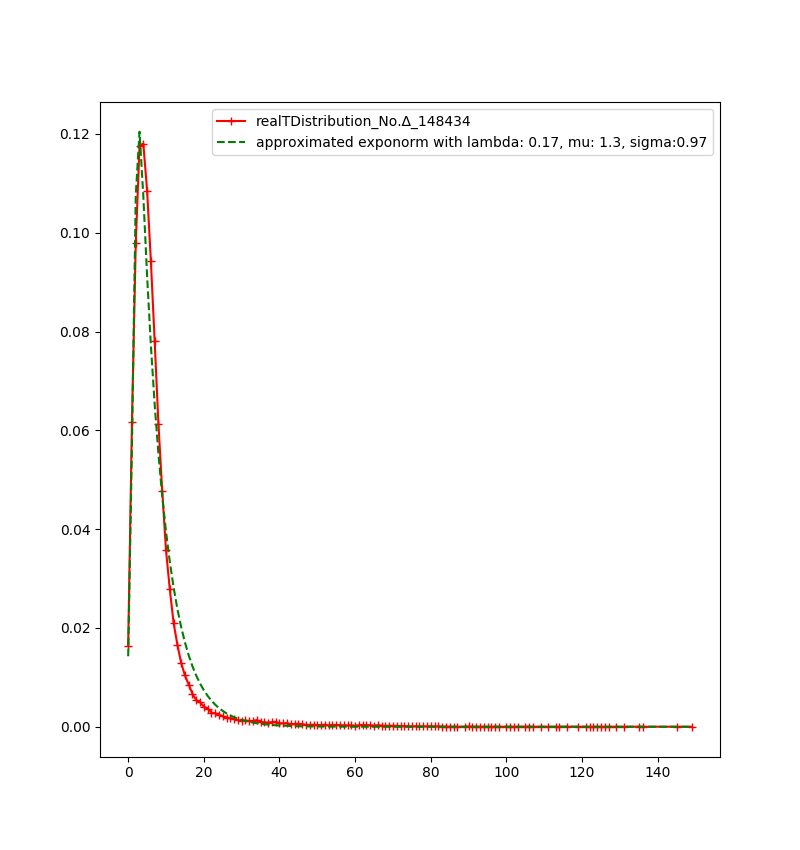 realTDistribution_No.Δ_148434
approximated exponorm with lambda: 0.17, mu: 1.3, sigma:0.97
0.12
0.10
0.08
0.06
0.04
0.02
0.00
0 20 40 60 80 100 120 140